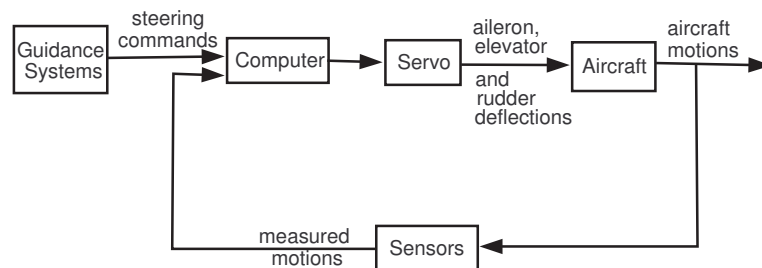 steering
commands
Guidance
Systems
Computer
Servo
aileron,
elevator
and
rudder
deflections
Aircraft
aircraft
motions
measured
motions
Sensors